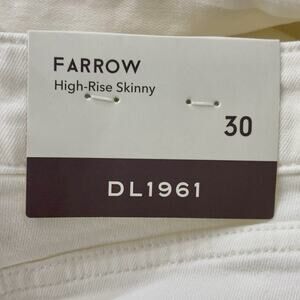 FARROW
High-Rise Skinny
30
DL1961